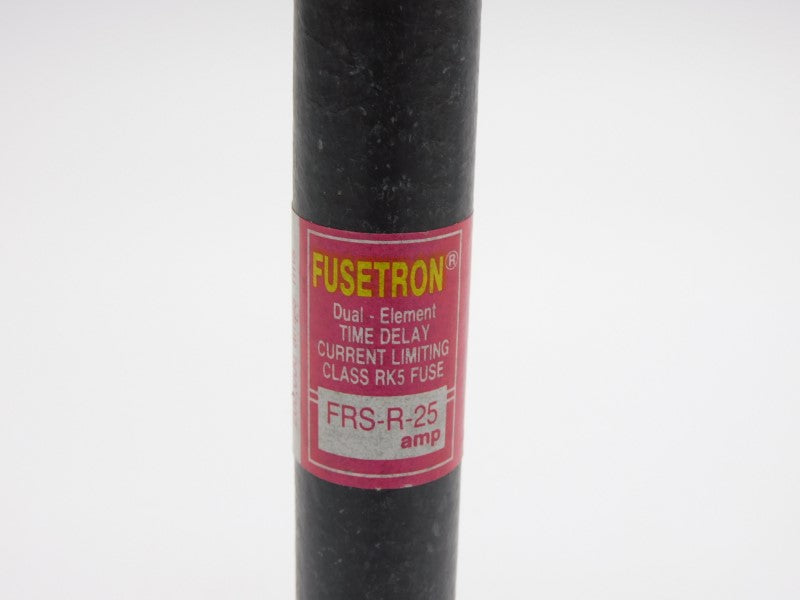 FUSETRON®
Dual - Element
TIME DELAY
CURRENT LIMITING
CLASS RK5 FUSE
FRS-R-25
amp